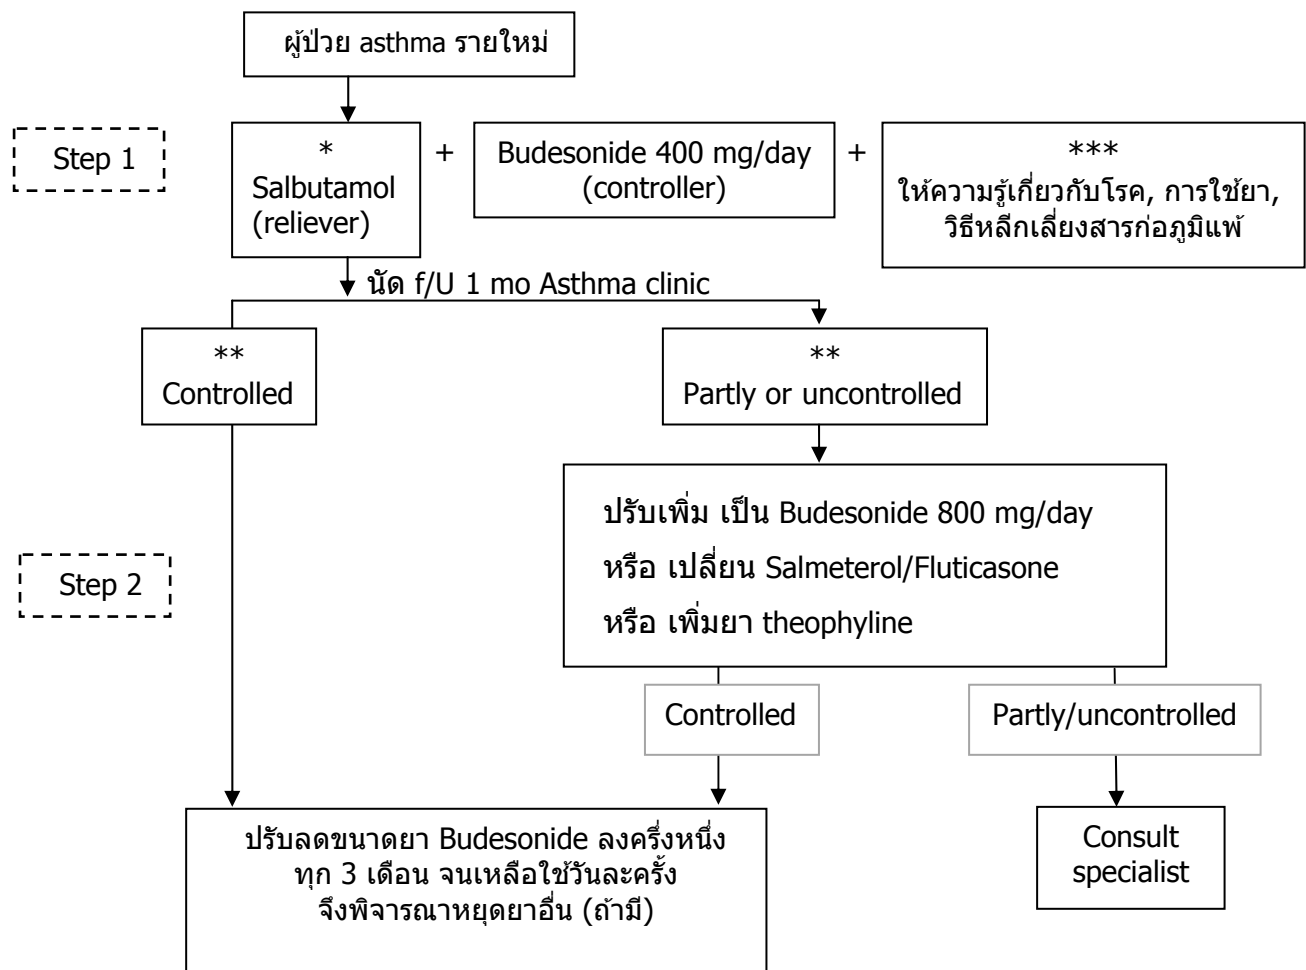 ผู้ป่วย asthma รายใหม่
Step 1
*
Salbutamol
(reliever)
+
Budesonide 400 mg/day
(controller)
+
***
ให้ความรู้เกี่ยวกับโรค, การใช้ยา,
วิธีหลีกเลี่ยงสารก่อภูมิแพ้
นัด f/U 1 mo Asthma clinic
**
Controlled
**
Partly or uncontrolled
Step 2
ปรับเพิ่ม เป็น Budesonide 800 mg/day
หรือ เปลี่ยน Salmeterol/Fluticasone
หรือ เพิ่มยา theophyline
Controlled
Partly/uncontrolled
ปรับลดขนาดยา Budesonide ลงครึ่งหนึ่ง
ทุก 3 เดือน จนเหลือใช้วันละครั้ง
จึงพิจารณาหยุดยาอื่น (ถ้ามี)
Consult
specialist